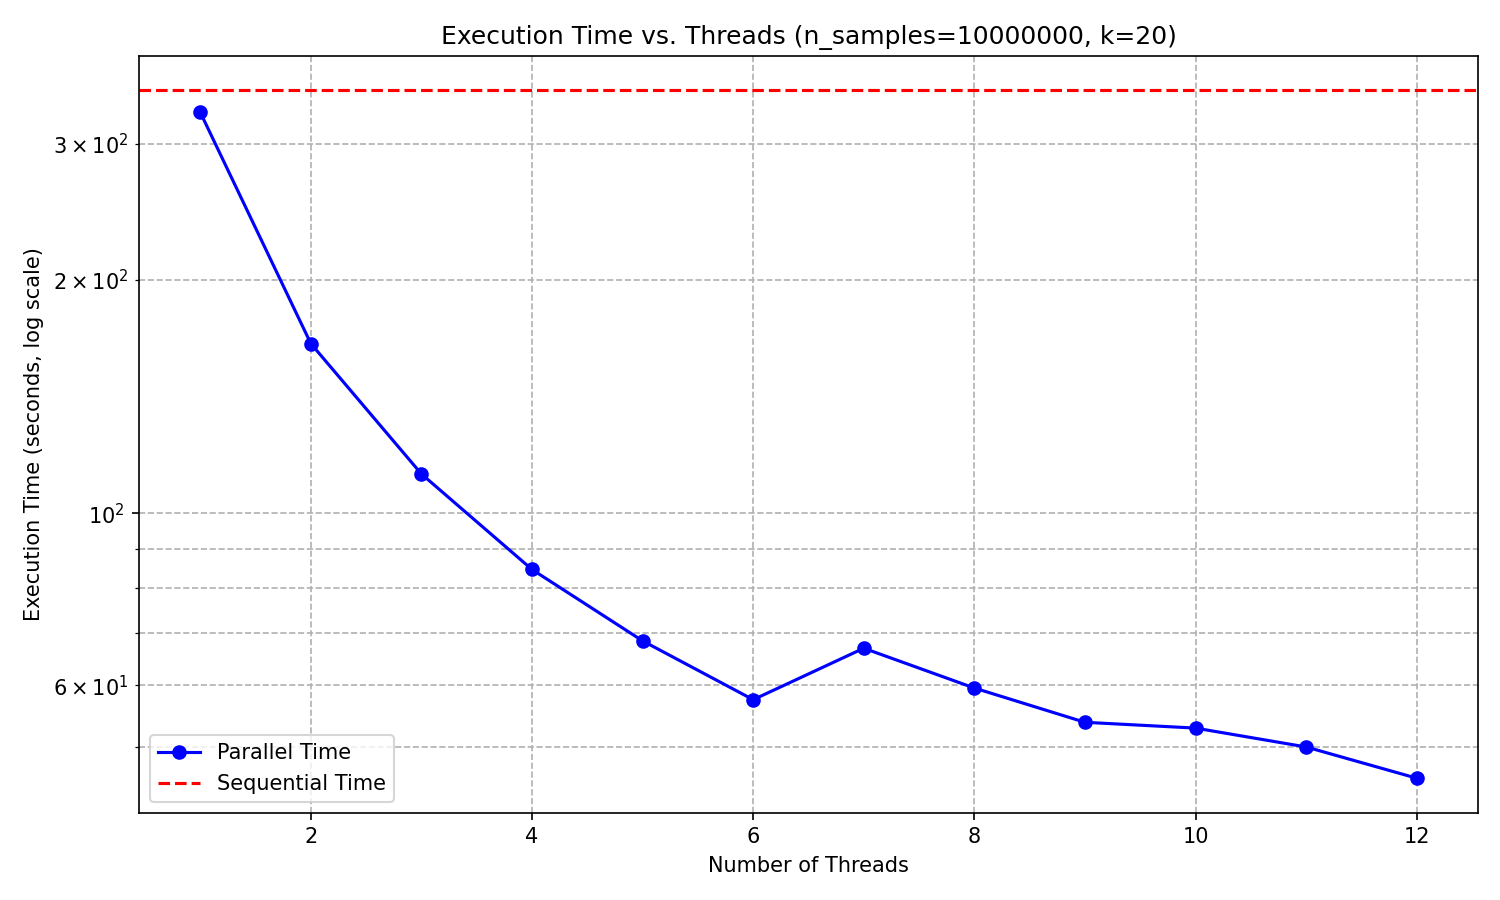 Execution Time vs. Threads (n_samples=10000000, k=20)
Execution Time (seconds, log scale)
3 × 10²
2 × 10²
10²
6 × 10¹
Parallel Time
Sequential Time
2 4 6 8 10 12
Number of Threads